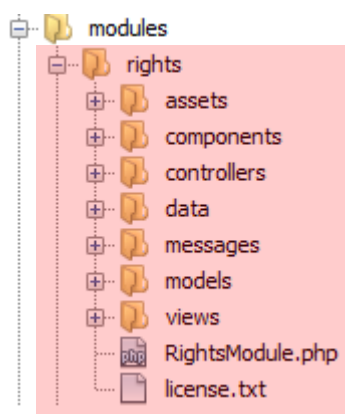 modules
rights
assets
components
controllers
data
messages
models
views
RightsModule.php
license.txt